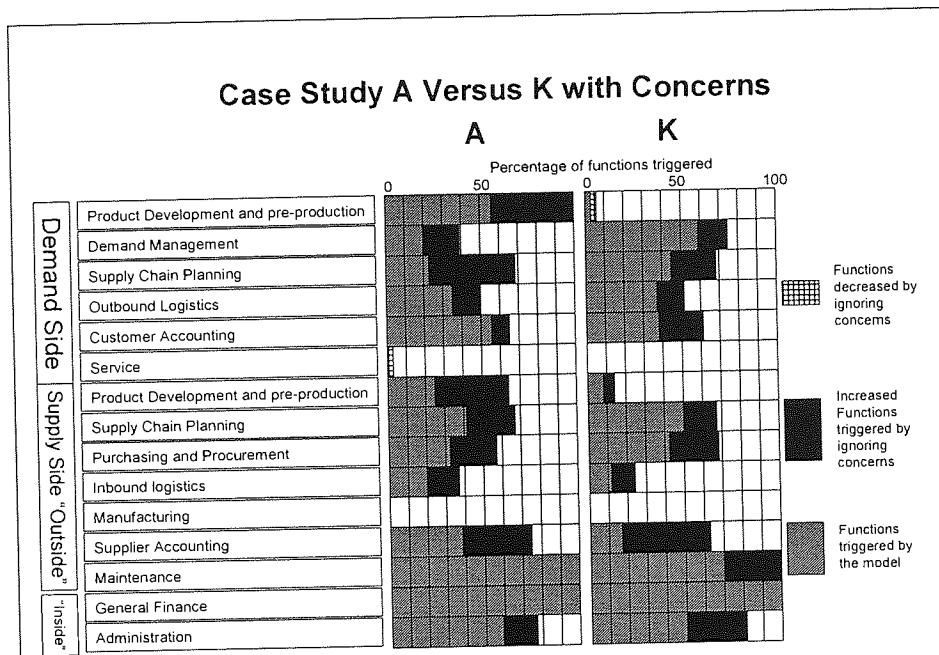 Case Study A Versus K with Concerns
A K
Percentage of functions triggered
0 50 0 50 100
Demand Side
Product Development and pre-production
Demand Management
Supply Chain Planning
Outbound Logistics
Customer Accounting
Service
Supply Side "Outside"
Product Development and pre-production
Supply Chain Planning
Purchasing and Procurement
Inbound logistics
Manufacturing
Supplier Accounting
Maintenance
"Inside"
General Finance
Administration
Functions
decreased by
ignoring
concerns
Increased
Functions
triggered by
ignoring
concerns
Functions
triggered by
the model